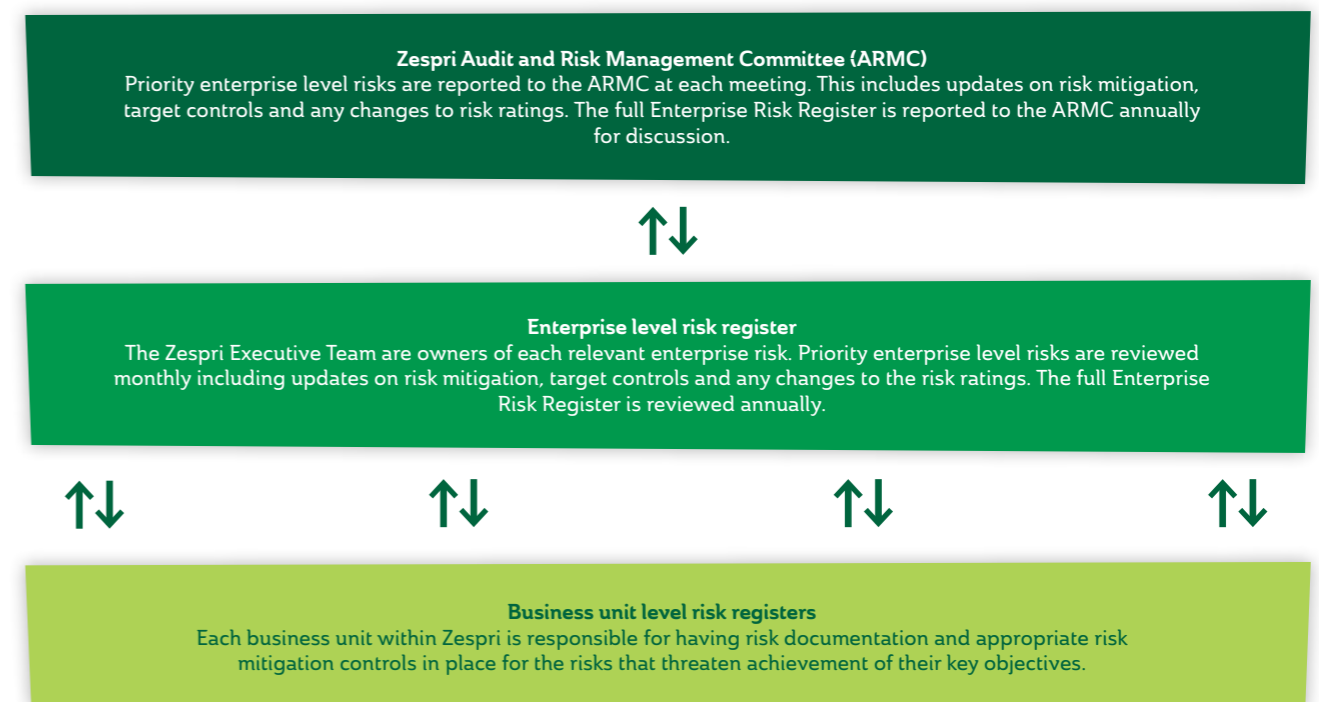 Zespri Audit and Risk Management Committee (ARMC)
Priority enterprise level risks are reported to the ARMC at each meeting. This includes updates on risk mitigation,
target controls and any changes to risk ratings. The full Enterprise Risk Register is reported to the ARMC annually
for discussion.
Enterprise level risk register
The Zespri Executive Team are owners of each relevant enterprise risk. Priority enterprise level risks are reviewed
monthly including updates on risk mitigation, target controls and any changes to the risk ratings. The full Enterprise
Risk Register is reviewed annually.
Business unit level risk registers
Each business unit within Zespri is responsible for having risk documentation and appropriate risk
mitigation controls in place for the risks that threaten achievement of their key objectives.